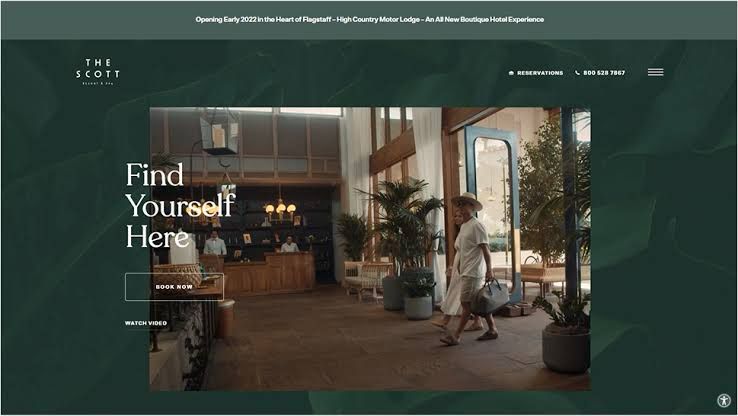 Opening Early 2022 in the Heart of Flagstaff – High Country Motor Lodge – An All New Boutique Hotel Experience
THE
SCOTT
Resort & Spa
RESERVATIONS
800 528 7867
Find
Yourself
Here
BOOK NOW
WATCH VIDEO